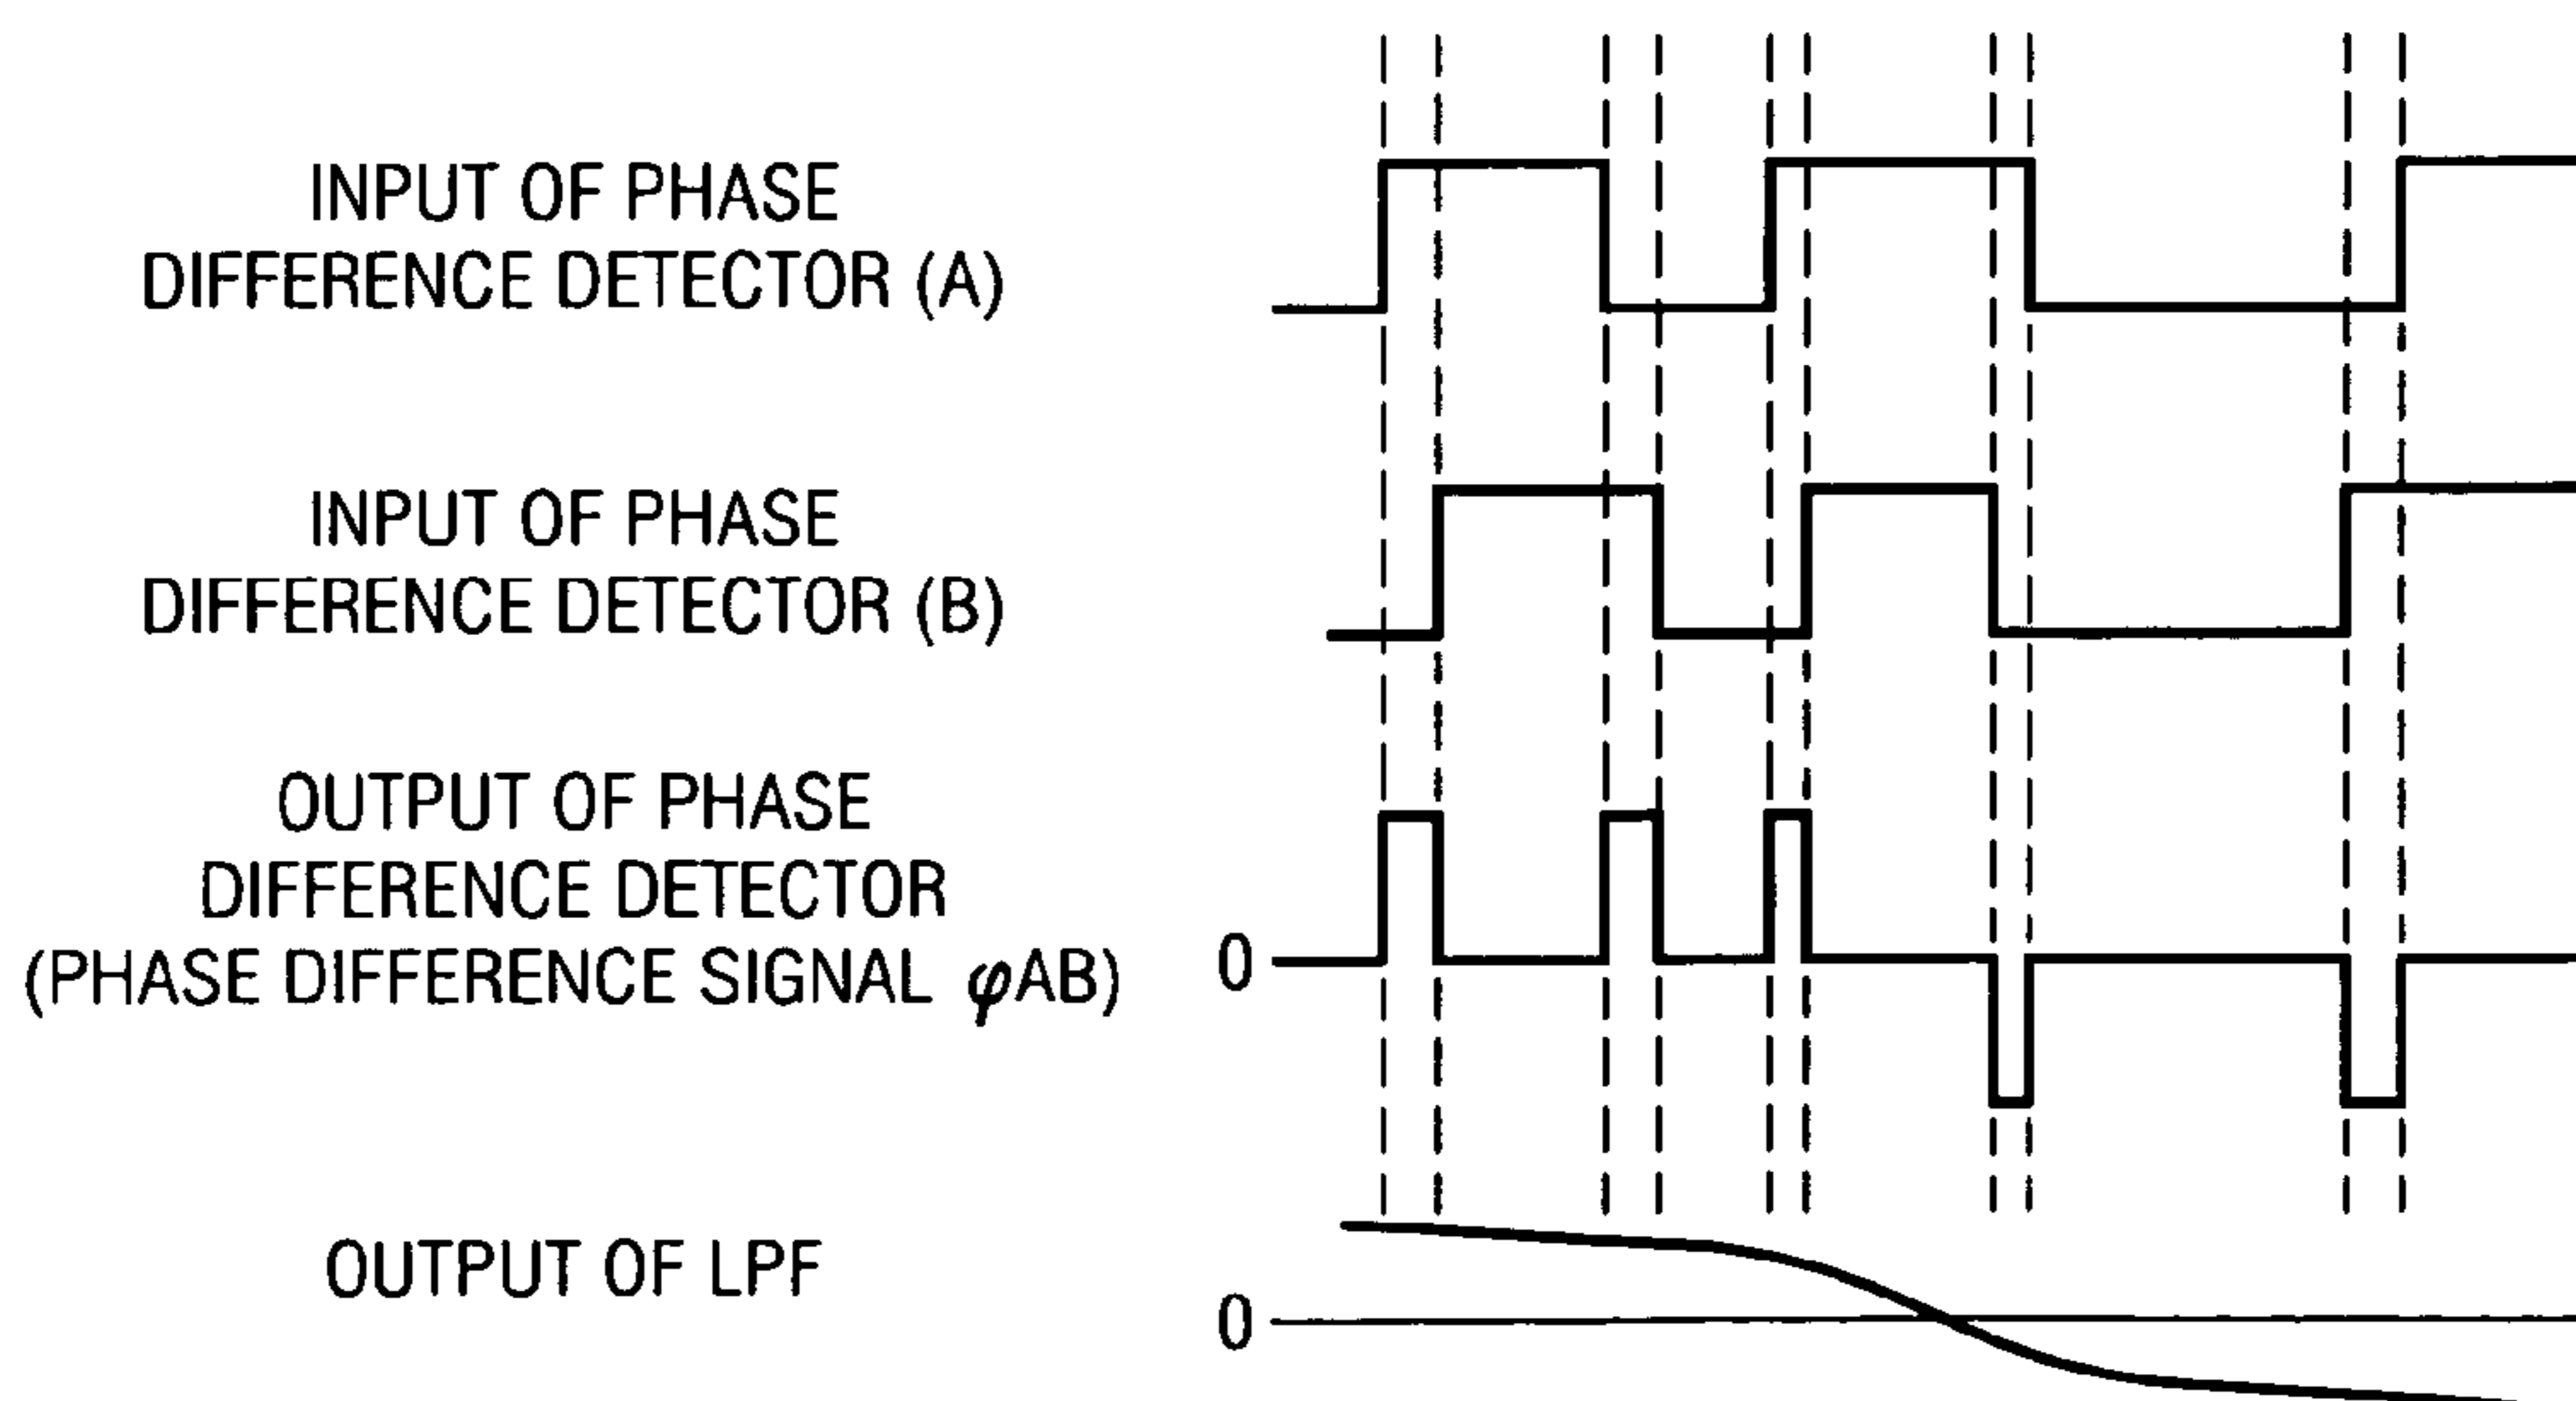 INPUT OF PHASE
DIFFERENCE DETECTOR (A)
INPUT OF PHASE
DIFFERENCE DETECTOR (B)
OUTPUT OF PHASE
DIFFERENCE DETECTOR
(PHASE DIFFERENCE SIGNAL φAB)
0
OUTPUT OF LPF
0